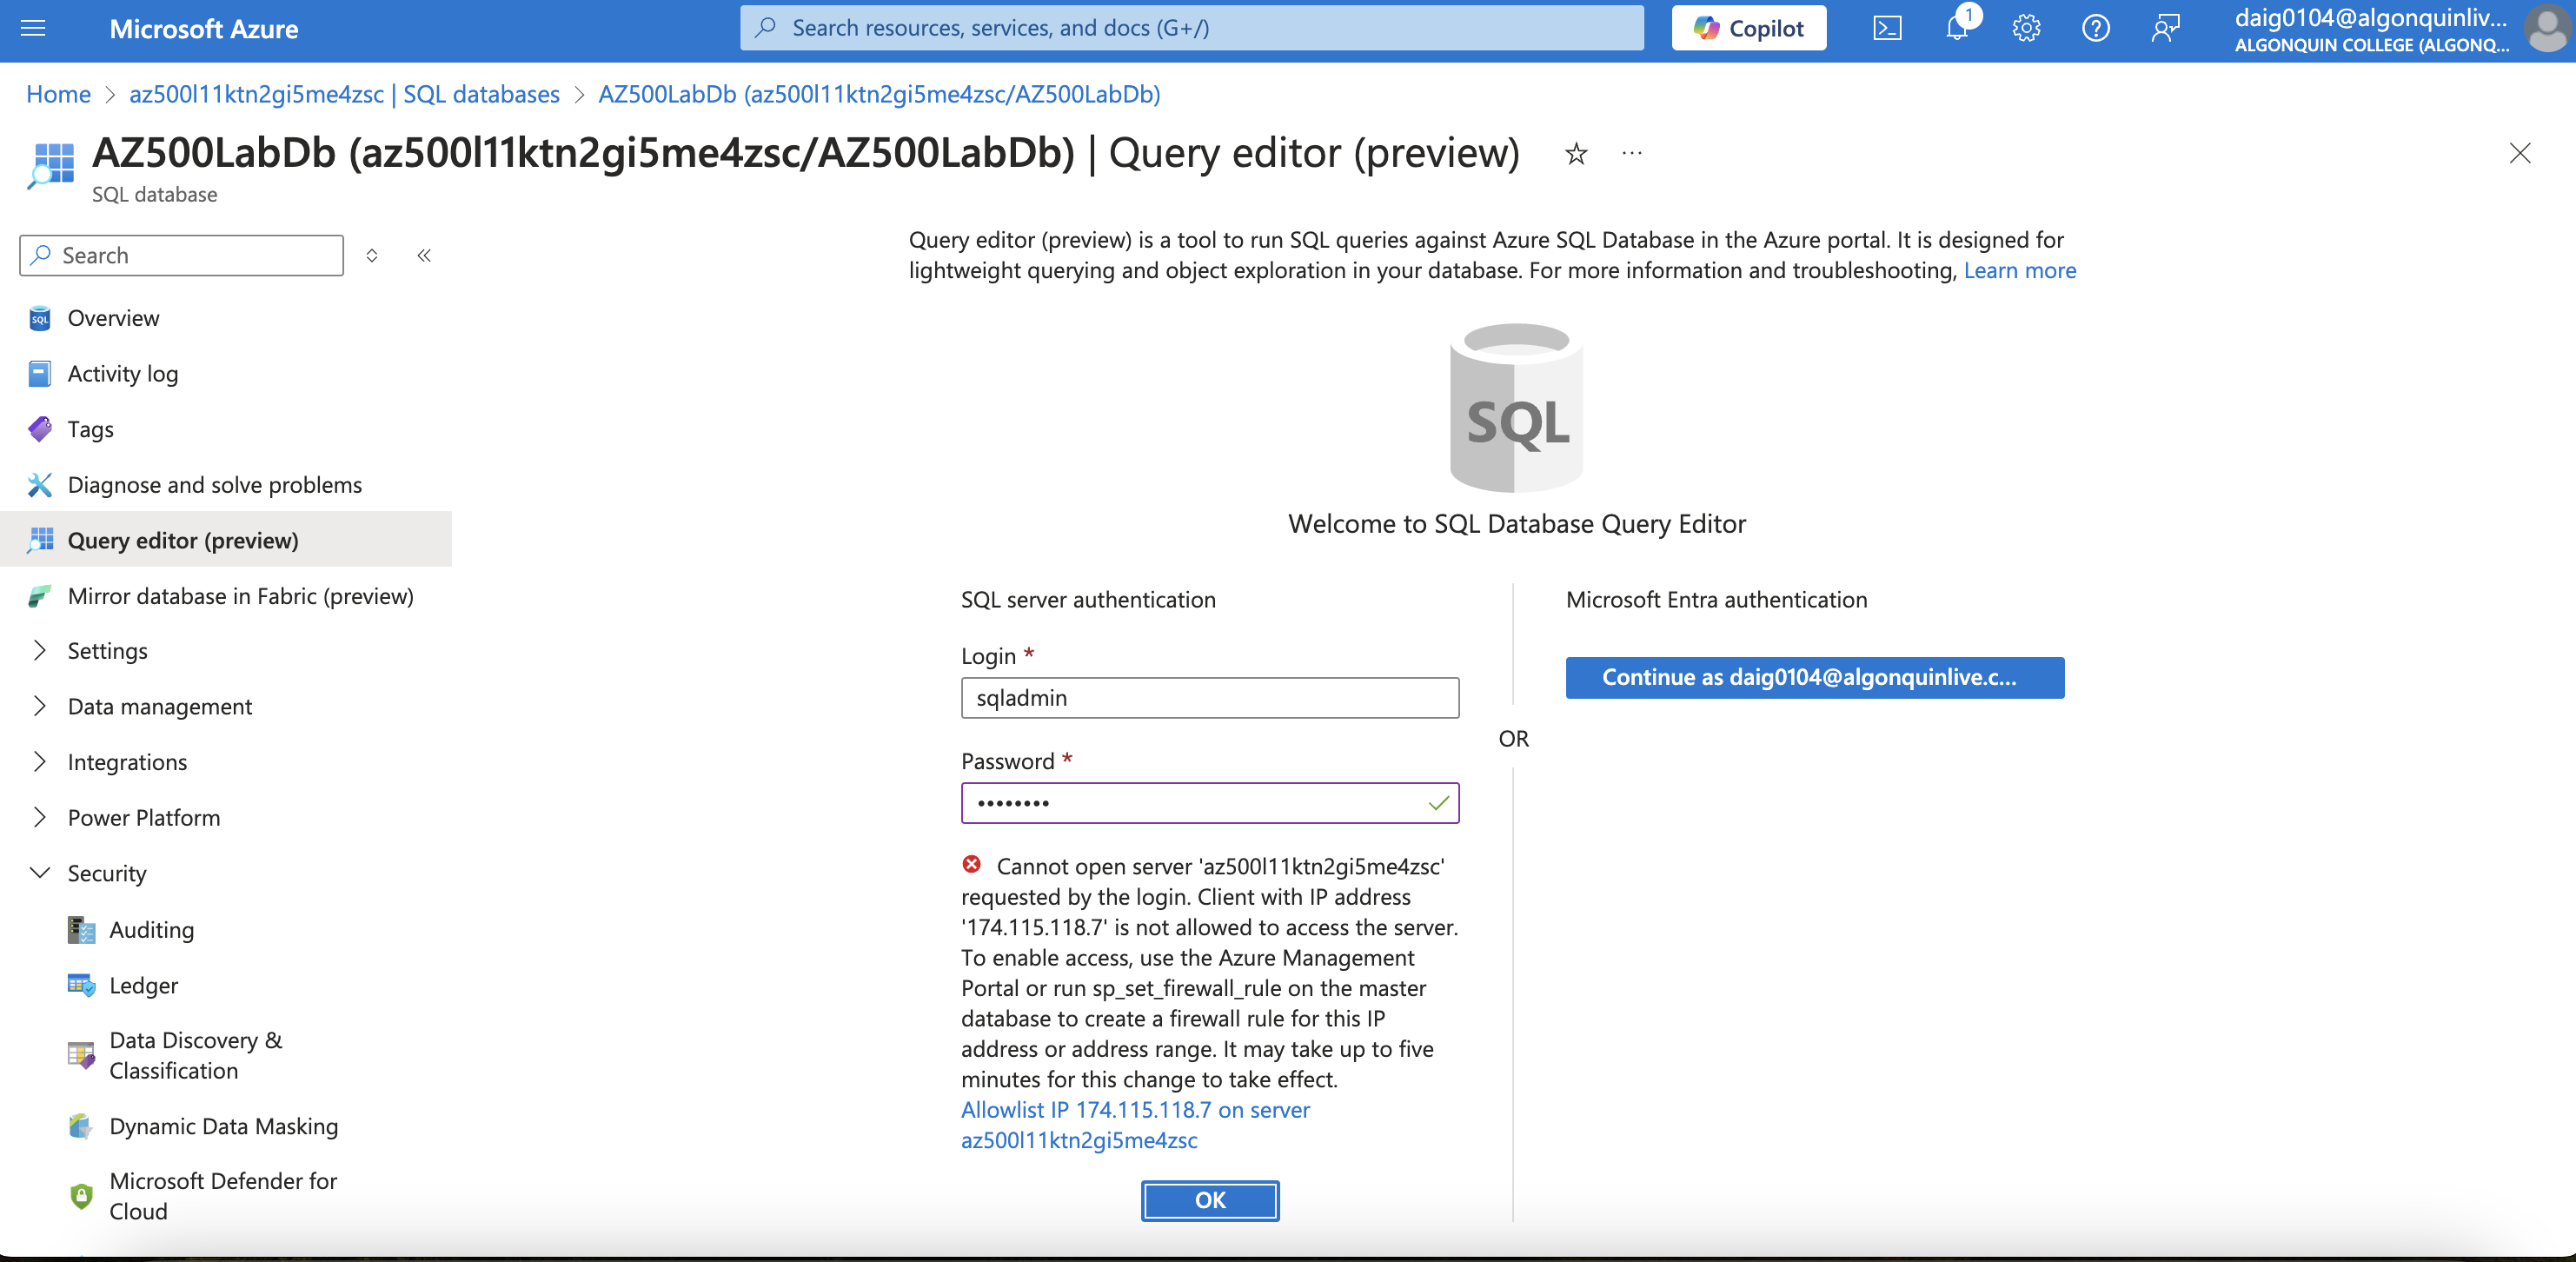 Microsoft Azure
Search resources, services, and docs (G+/)
Copilot
1
daig0104@algonquinliv...
ALGONQUIN COLLEGE (ALGONQ...
Home > az500l11ktn2gi5me4zsc | SQL databases > AZ500LabDb (az500l11ktn2gi5me4zsc/AZ500LabDb)
AZ500LabDb (az500l11ktn2gi5me4zsc/AZ500LabDb) | Query editor (preview)
SQL database
Search
Overview
Activity log
Tags
Diagnose and solve problems
Query editor (preview)
Mirror database in Fabric (preview)
Settings
Data management
Integrations
Power Platform
Security
Auditing
Ledger
Data Discovery &
Classification
Dynamic Data Masking
Microsoft Defender for
Cloud
Query editor (preview) is a tool to run SQL queries against Azure SQL Database in the Azure portal. It is designed for
lightweight querying and object exploration in your database. For more information and troubleshooting, Learn more
SQL
Welcome to SQL Database Query Editor
SQL server authentication
Login *
sqladmin
Password *
••••••••
Cannot open server 'az500l11ktn2gi5me4zsc'
requested by the login. Client with IP address
'174.115.118.7' is not allowed to access the server.
To enable access, use the Azure Management
Portal or run sp_set_firewall_rule on the master
database to create a firewall rule for this IP
address or address range. It may take up to five
minutes for this change to take effect.
Allowlist IP 174.115.118.7 on server
az500l11ktn2gi5me4zsc
OK
OR
Microsoft Entra authentication
Continue as daig0104@algonquinlive.c...